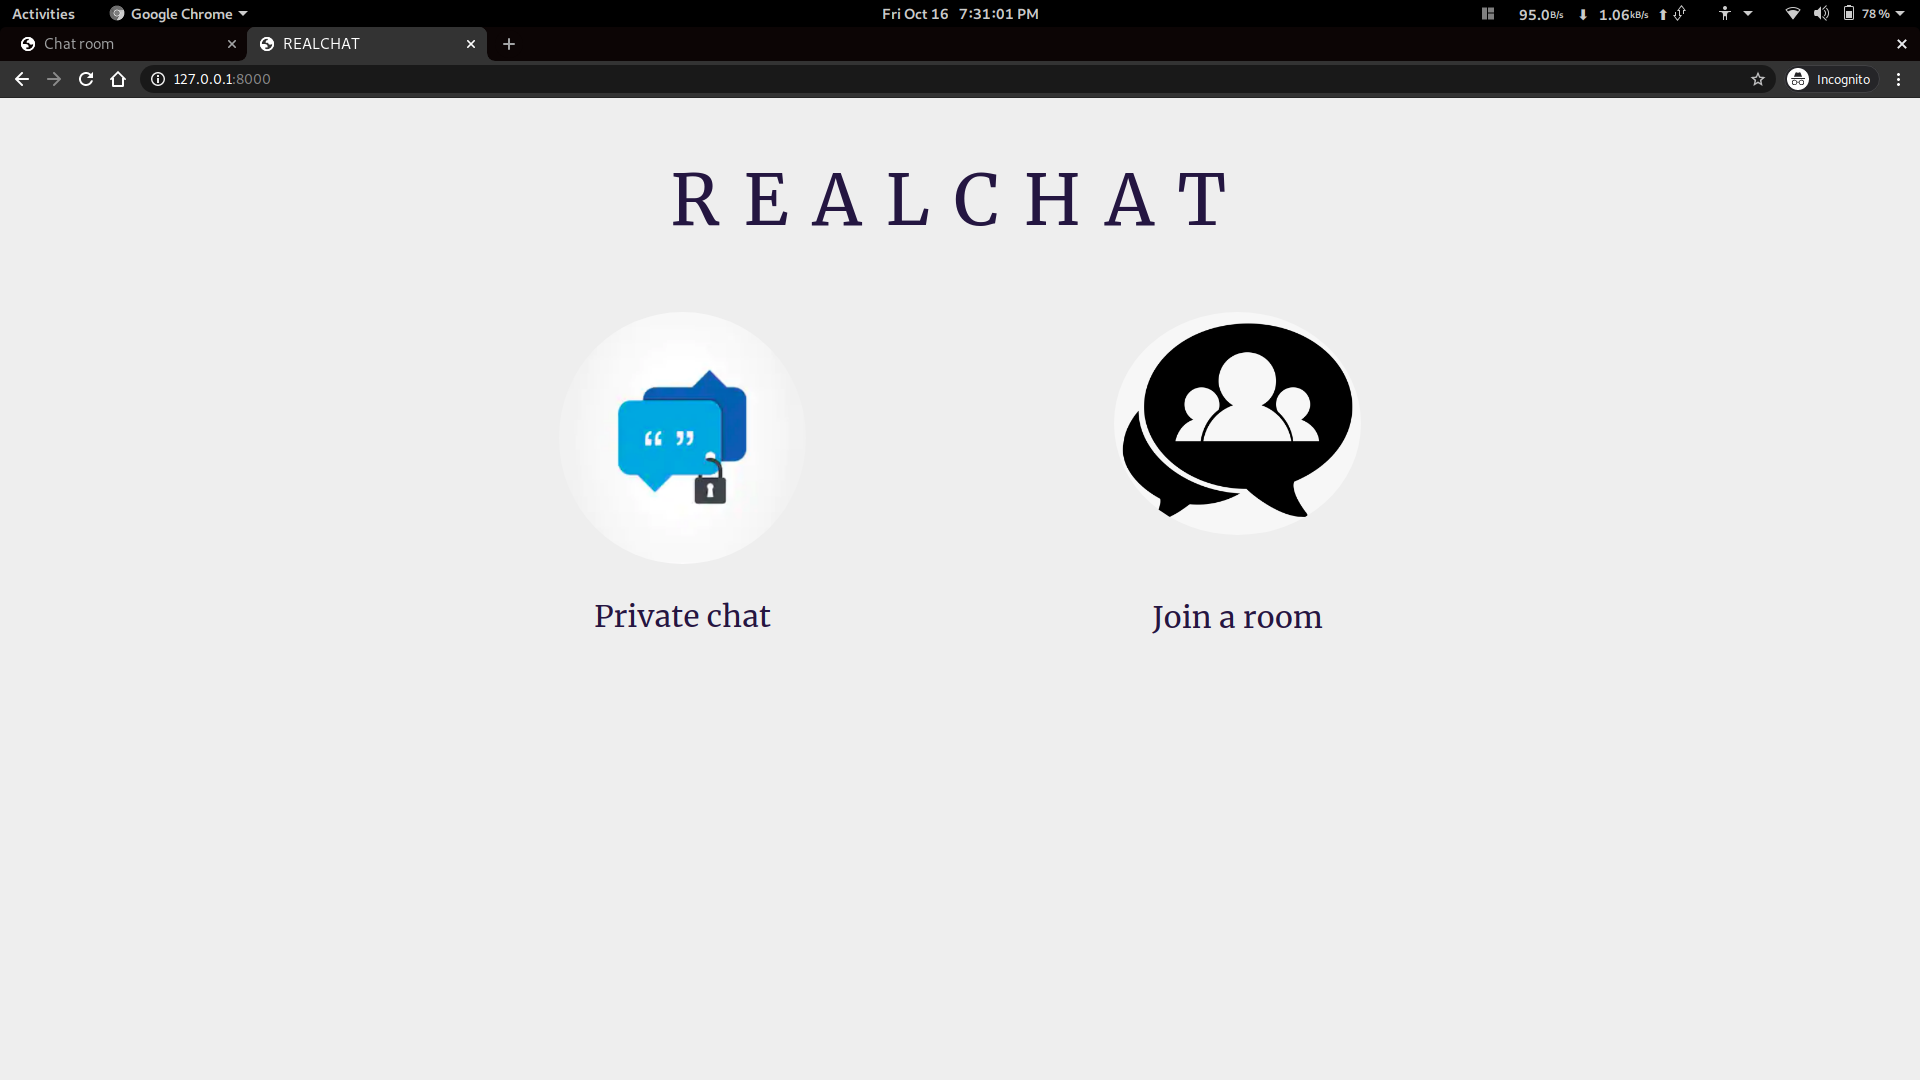 Activities Google Chrome Fri Oct 16 7:31:01 PM 95.0B/s 1.06kB/s 78 %
Chat room REALCHAT
127.0.0.1:8000 Incognito
REALCHAT
“ ”
Private chat Join a room